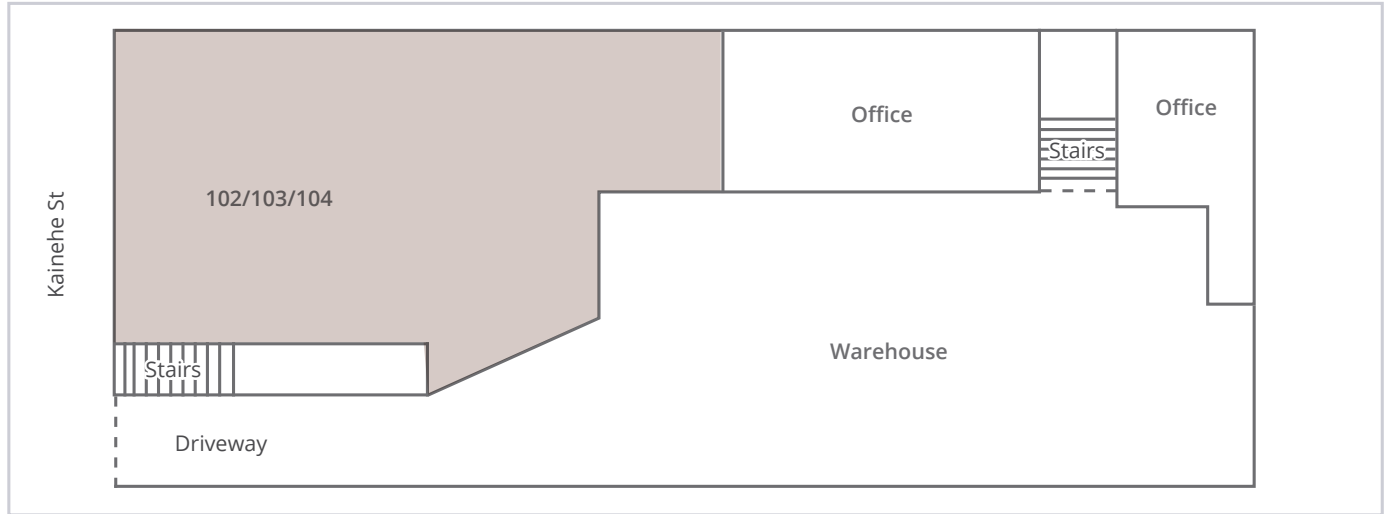 Office
Office
Stairs
102/103/104
Kainehe St
Warehouse
Stairs
Driveway